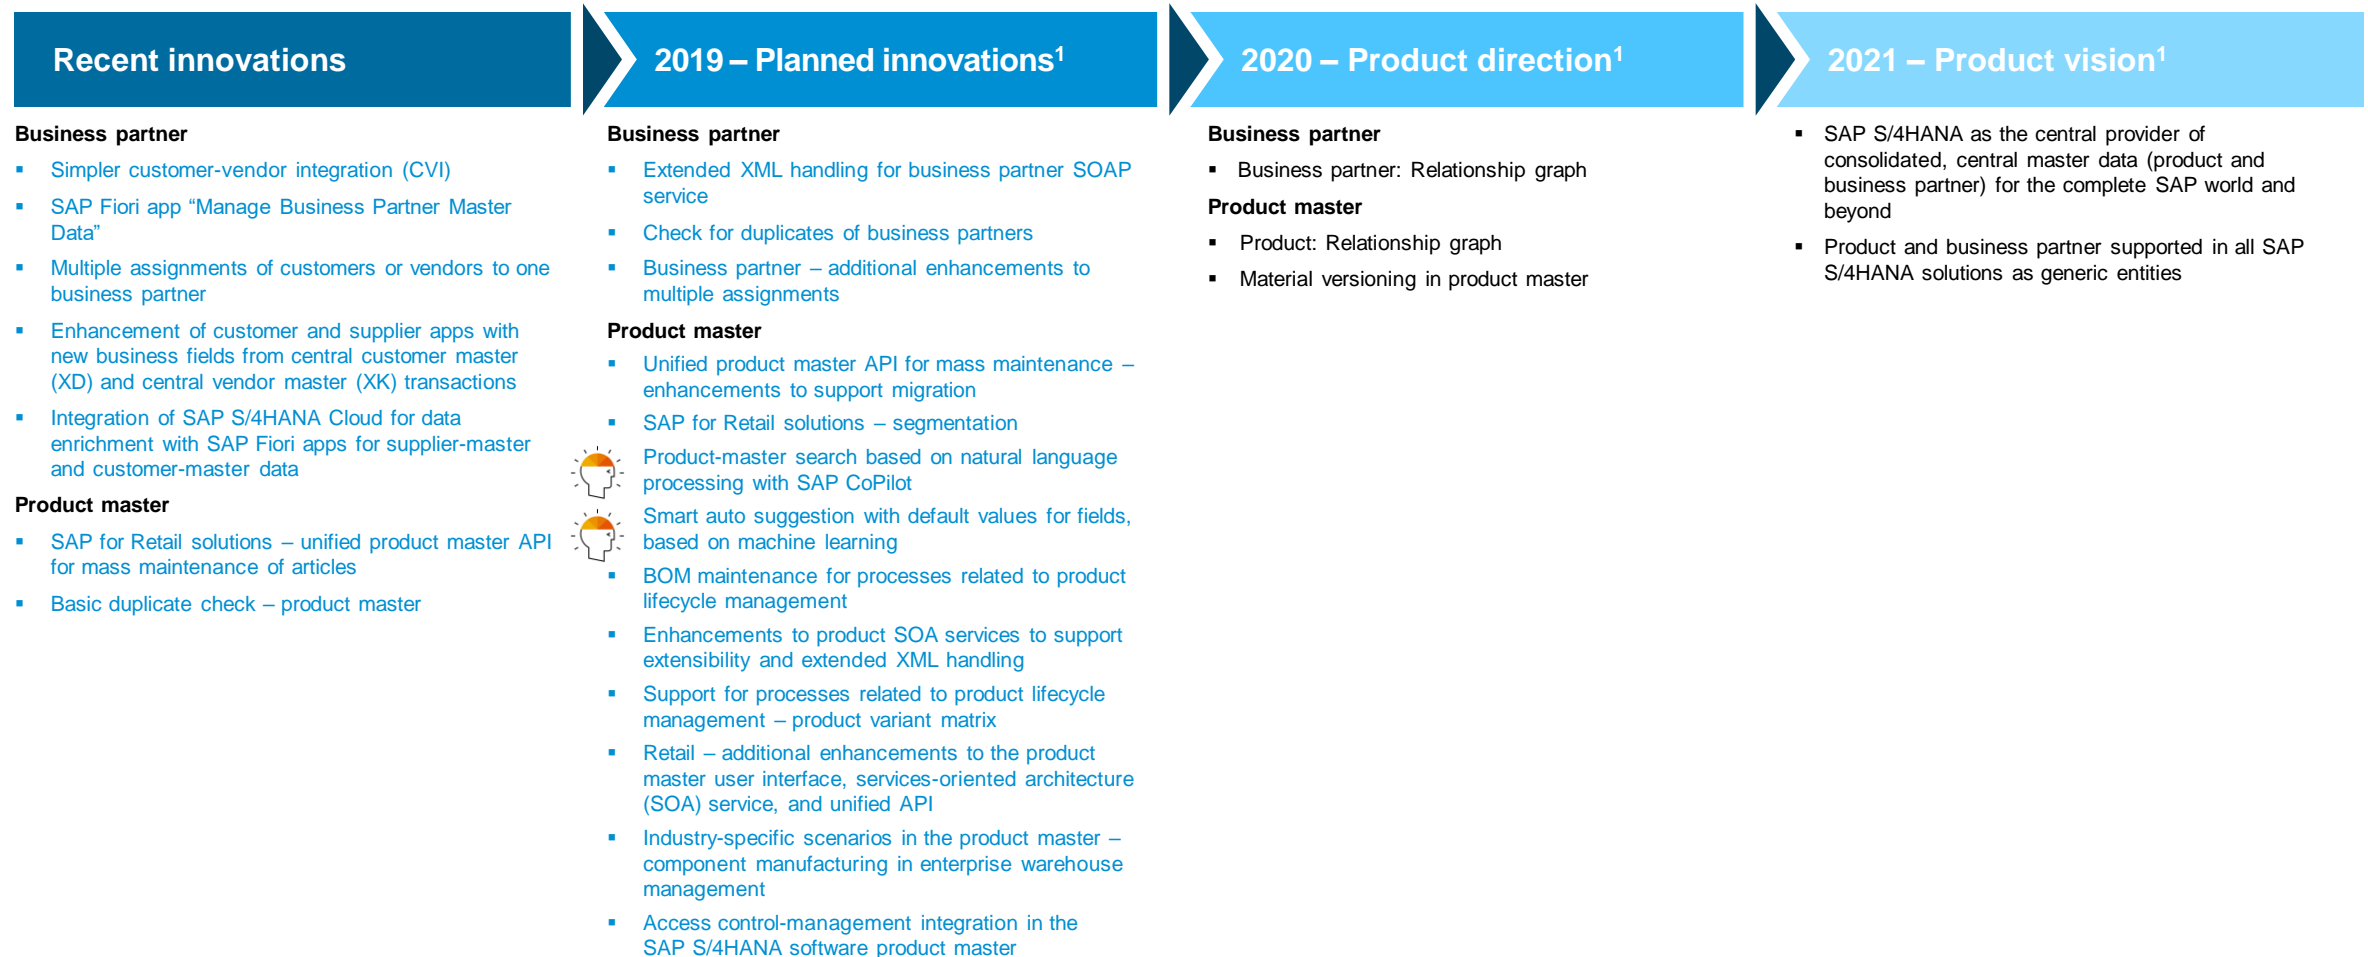 Recent innovations
Business partner
▪ Simpler customer-vendor integration (CVI)
▪ SAP Fiori app “Manage Business Partner Master
Data”
▪ Multiple assignments of customers or vendors to one
business partner
▪ Enhancement of customer and supplier apps with
new business fields from central customer master
(XD) and central vendor master (XK) transactions
▪ Integration of SAP S/4HANA Cloud for data
enrichment with SAP Fiori apps for supplier-master
and customer-master data
Product master
▪ SAP for Retail solutions – unified product master API
for mass maintenance of articles
▪ Basic duplicate check – product master
2019 – Planned innovations¹
Business partner
▪ Extended XML handling for business partner SOAP
service
▪ Check for duplicates of business partners
▪ Business partner – additional enhancements to
multiple assignments
Product master
▪ Unified product master API for mass maintenance –
enhancements to support migration
▪ SAP for Retail solutions – segmentation
Product-master search based on natural language
processing with SAP CoPilot
Smart auto suggestion with default values for fields,
based on machine learning
▪ BOM maintenance for processes related to product
lifecycle management
▪ Enhancements to product SOA services to support
extensibility and extended XML handling
▪ Support for processes related to product lifecycle
management – product variant matrix
▪ Retail – additional enhancements to the product
master user interface, services-oriented architecture
(SOA) service, and unified API
▪ Industry-specific scenarios in the product master –
component manufacturing in enterprise warehouse
management
▪ Access control-management integration in the
SAP S/4HANA software product master
2020 – Product direction¹
Business partner
▪ Business partner: Relationship graph
Product master
▪ Product: Relationship graph
▪ Material versioning in product master
2021 – Product vision¹
▪ SAP S/4HANA as the central provider of
consolidated, central master data (product and
business partner) for the complete SAP world and
beyond
▪ Product and business partner supported in all SAP
S/4HANA solutions as generic entities